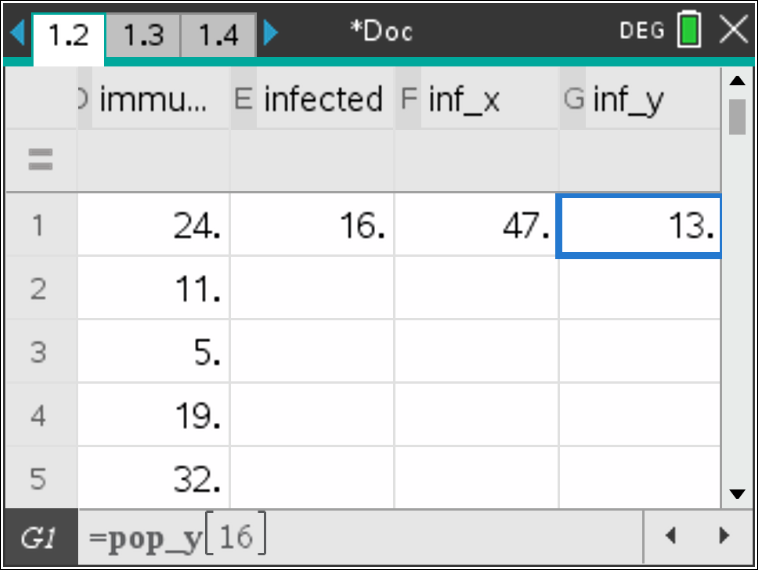 1.2 1.3 1.4 *Doc DEG
D immu... E infected F inf_x G inf_y
=
1 24. 16. 47. 13.
2 11.
3 5.
4 19.
5 32.
G1 =pop_y[16]